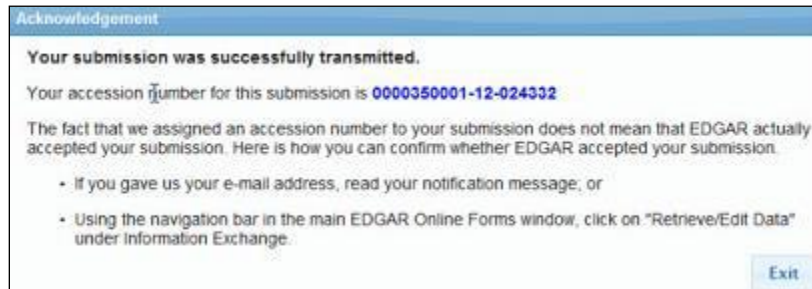 Acknowledgement
Your submission was successfully transmitted.
Your accession number for this submission is 0000350001-12-024332
The fact that we assigned an accession number to your submission does not mean that EDGAR actually
accepted your submission. Here is how you can confirm whether EDGAR accepted your submission.
• If you gave us your e-mail address, read your notification message; or
• Using the navigation bar in the main EDGAR Online Forms window, click on "Retrieve/Edit Data"
under Information Exchange.
Exit